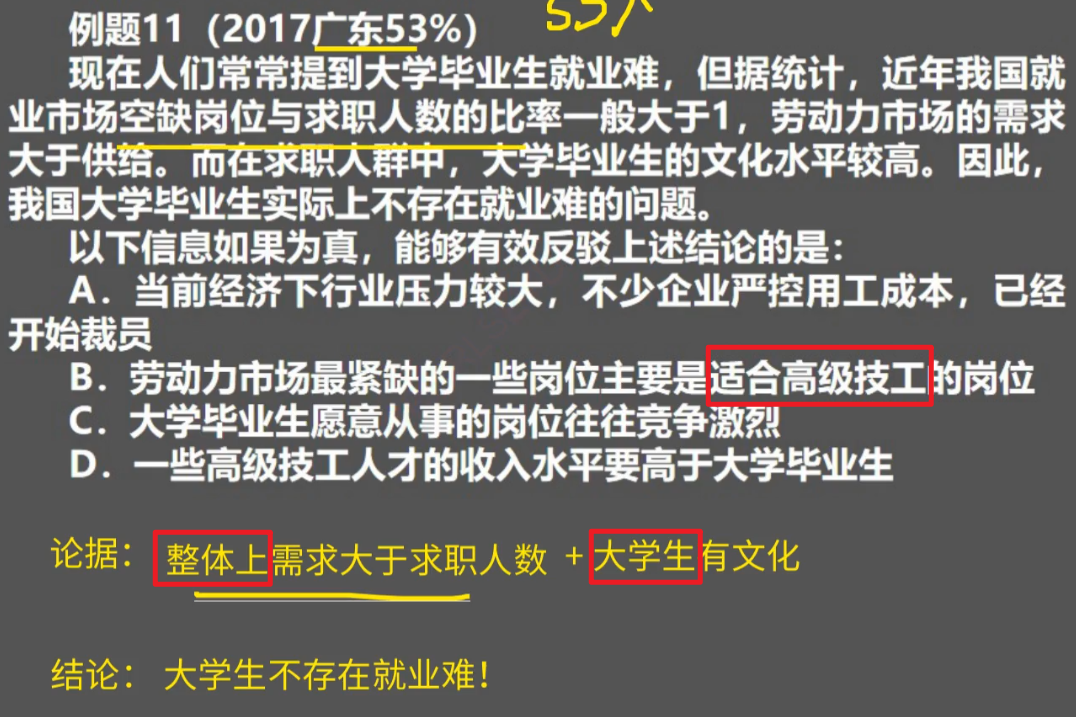 53%
例题11（2017广东53%）
现在人们常常提到大学毕业生就业难，但据统计，近年我国就
业市场空缺岗位与求职人数的比率一般大于1，劳动力市场的需求
大于供给。而在求职人群中，大学毕业生的文化水平较高。因此，
我国大学毕业生实际上不存在就业难的问题。
以下信息如果为真，能够有效反驳上述结论的是：
A．当前经济下行业压力较大，不少企业严控用工成本，已经
开始裁员
B．劳动力市场最紧缺的一些岗位主要是适合高级技工的岗位
C．大学毕业生愿意从事的岗位往往竞争激烈
D．一些高级技工人才的收入水平要高于大学毕业生
论据： 整体上需求大于求职人数 + 大学生有文化
结论： 大学生不存在就业难！